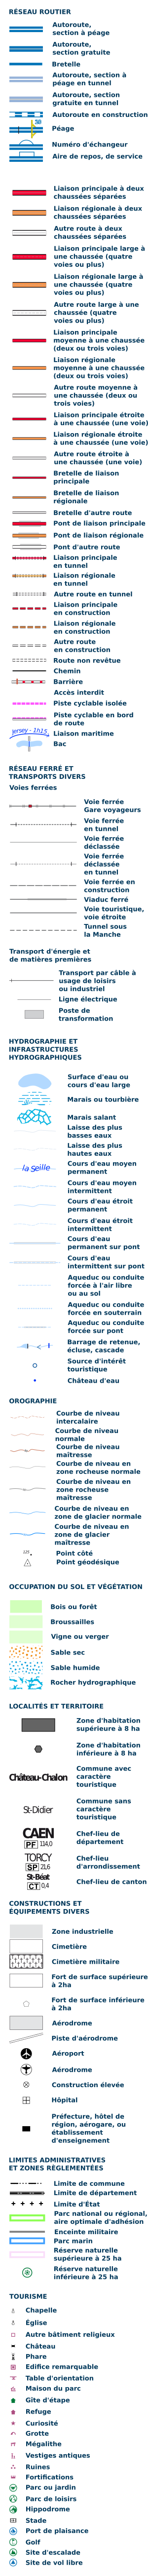 RÉSEAU ROUTIER
Autoroute,
section à péage
Autoroute,
section gratuite
Bretelle
Autoroute, section à
péage en tunnel
Autoroute, section
gratuite en tunnel
Autoroute en construction
Péage
Numéro d'échangeur
Aire de repos, de service
Liaison principale à deux
chaussées séparées
Liaison régionale à deux
chaussées séparées
Autre route à deux
chaussées séparées
Liaison principale large à
une chaussée (quatre
voies ou plus)
Liaison régionale large à
une chaussée (quatre
voies ou plus)
Autre route large à une
chaussée (quatre
voies ou plus)
Liaison principale
moyenne à une chaussée
(deux ou trois voies)
Liaison régionale
moyenne à une chaussée
(deux ou trois voies)
Autre route moyenne à
une chaussée (deux ou
trois voies)
Liaison principale étroite
à une chaussée (une voie)
Liaison régionale étroite
à une chaussée (une voie)
Autre route étroite à
une chaussée (une voie)
Bretelle de liaison
principale
Bretelle de liaison
régionale
Bretelle d'autre route
Pont de liaison principale
Pont de liaison régionale
Pont d'autre route
Liaison principale
en tunnel
Liaison régionale
en tunnel
Autre route en tunnel
Liaison principale
en construction
Liaison régionale
en construction
Autre route
en construction
Route non revêtue
Chemin
Barrière
Accès interdit
Piste cyclable isolée
Piste cyclable en bord
de route
Jersey - 1h25 Liaison maritime
Bac
RÉSEAU FERRÉ ET
TRANSPORTS DIVERS
Voies ferrées
Voie ferrée
Gare voyageurs
Voie ferrée
en tunnel
Voie ferrée
déclassée
Voie ferrée
déclassée
en tunnel
Voie ferrée en
construction
Viaduc ferré
Voie touristique,
voie étroite
Tunnel sous
la Manche
Transport d'énergie et
de matières premières
Transport par câble à
usage de loisirs
ou industriel
Ligne électrique
Poste de
transformation
HYDROGRAPHIE ET
INFRASTRUCTURES
HYDROGRAPHIQUES
Surface d'eau ou
cours d'eau large
Marais ou tourbière
Marais salant
Laisse des plus
basses eaux
Laisse des plus
hautes eaux
la Seille Cours d'eau moyen
permanent
Cours d'eau moyen
intermittent
Cours d'eau étroit
permanent
Cours d'eau étroit
intermittent
Cours d'eau
permanent sur pont
Cours d'eau
intermittent sur pont
Aqueduc ou conduite
forcée à l'air libre
ou au sol
Aqueduc ou conduite
forcée en souterrain
Aqueduc ou conduite
forcée sur pont
Barrage de retenue,
écluse, cascade
Source d'intérêt
touristique
Château d'eau
OROGRAPHIE
Courbe de niveau
intercalaire
Courbe de niveau
normale
Courbe de niveau
maîtresse
Courbe de niveau en
zone rocheuse normale
Courbe de niveau en
zone rocheuse
maîtresse
Courbe de niveau en
zone de glacier normale
Courbe de niveau en
zone de glacier
maîtresse
125 Point côté
Point géodésique
OCCUPATION DU SOL ET VÉGÉTATION
Bois ou forêt
Broussailles
Vigne ou verger
Sable sec
Sable humide
Rocher hydrographique
LOCALITÉS ET TERRITOIRE
Zone d'habitation
supérieure à 8 ha
Zone d'habitation
inférieure à 8 ha
Château-Chalon Commune avec
caractère
touristique
St-Didier Commune sans
caractère
touristique
CAEN Chef-lieu de
PF 114,0 département
TORCY Chef-lieu
SP 21,6 d'arrondissement
St-Béat
CT 0,4 Chef-lieu de canton
CONSTRUCTIONS ET
ÉQUIPEMENTS DIVERS
Zone industrielle
Cimetière
Cimetière militaire
Fort de surface supérieure
à 2ha
Fort de surface inférieure
à 2ha
Aérodrome
Piste d'aérodrome
Aéroport
Aérodrome
Construction élevée
Hôpital
Préfecture, hôtel de
région, aérogare, ou
établissement
d'enseignement
LIMITES ADMINISTRATIVES
ET ZONES RÉGLEMENTÉES
Limite de commune
Limite de département
Limite d'État
Parc national ou régional,
aire optimale d'adhésion
Enceinte militaire
Parc marin
Réserve naturelle
supérieure à 25 ha
Réserve naturelle
inférieure à 25 ha
TOURISME
Chapelle
Église
Autre bâtiment religieux
Château
Phare
Edifice remarquable
Table d'orientation
Maison du parc
Gîte d'étape
Refuge
Curiosité
Grotte
Mégalithe
Vestiges antiques
Ruines
Fortifications
Parc ou jardin
Parc de loisirs
Hippodrome
Stade
Port de plaisance
Golf
Site d'escalade
Site de vol libre